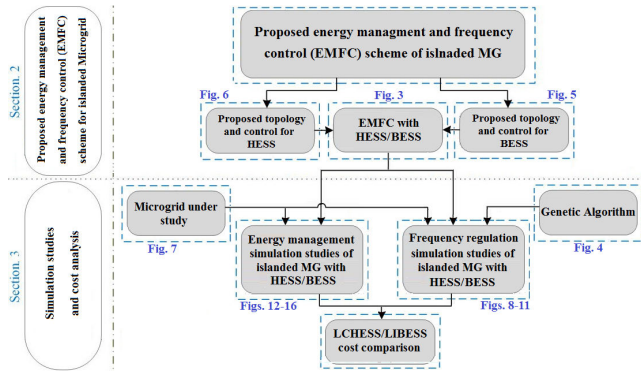 Section. 2
Proposed energy management
and frequency control (EMFC)
scheme for islanded Microgrid
Proposed energy managment and frequency
control (EMFC) scheme of islnaded MG
Fig. 6
Fig. 3
Fig. 5
Proposed topology
and control for
HESS
EMFC with
HESS/BESS
Proposed topology
and control for
BESS
Section. 3
Simulation studies
and cost analysis
Microgrid under
study
Fig. 7
Energy management
simulation studies of
islanded MG with
HESS/BESS
Figs. 12-16
Frequency regulation
simulation studies of
islanded MG with
HESS/BESS
Figs. 8-11
Genetic Algorithm
Fig. 4
LCHESS/LIBESS
cost comparison